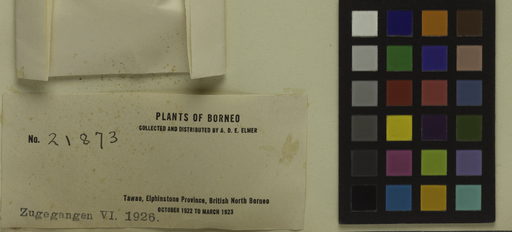 PLANTS OF BORNEO
COLLECTED AND DISTRIBUTED BY A. D. E. ELMER
No. 21873
Tawao, Elphinstone Province, British North Borneo
OCTOBER 1922 TO MARCH 1923
Zugegangen VI. 1926.